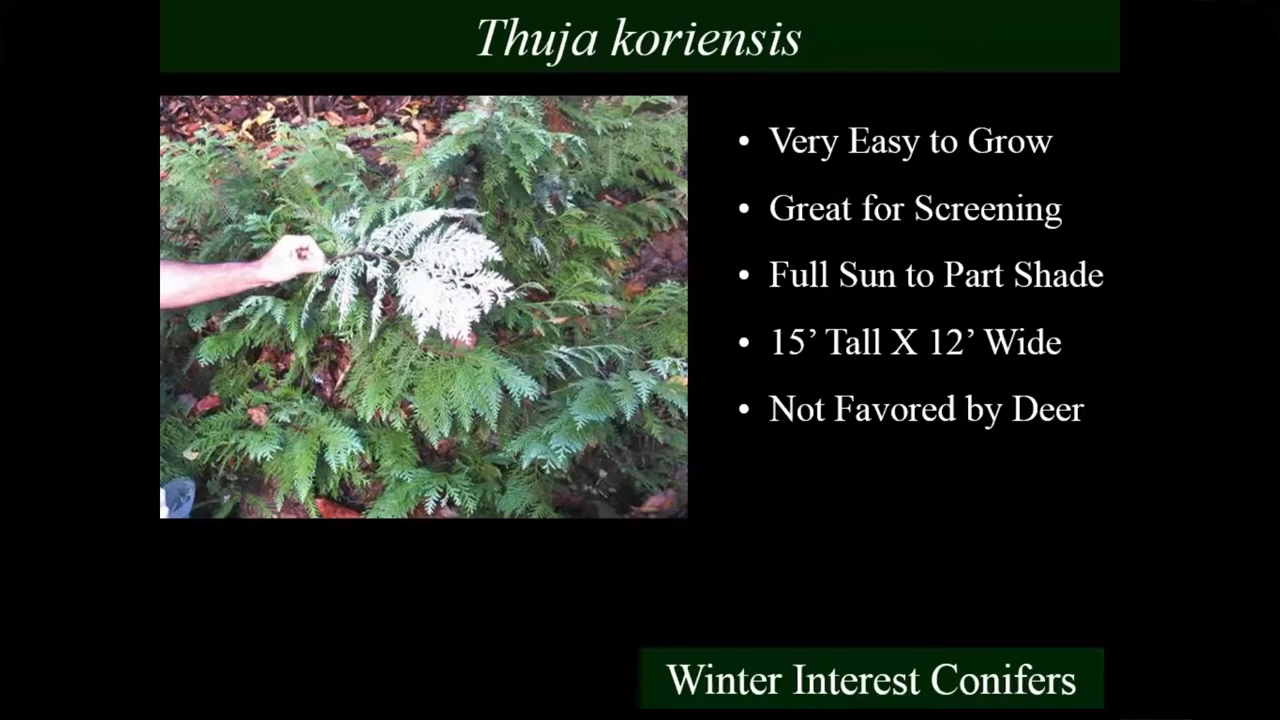 Thuja koriensis
• Very Easy to Grow
• Great for Screening
• Full Sun to Part Shade
• 15’ Tall X 12’ Wide
• Not Favored by Deer
Winter Interest Conifers